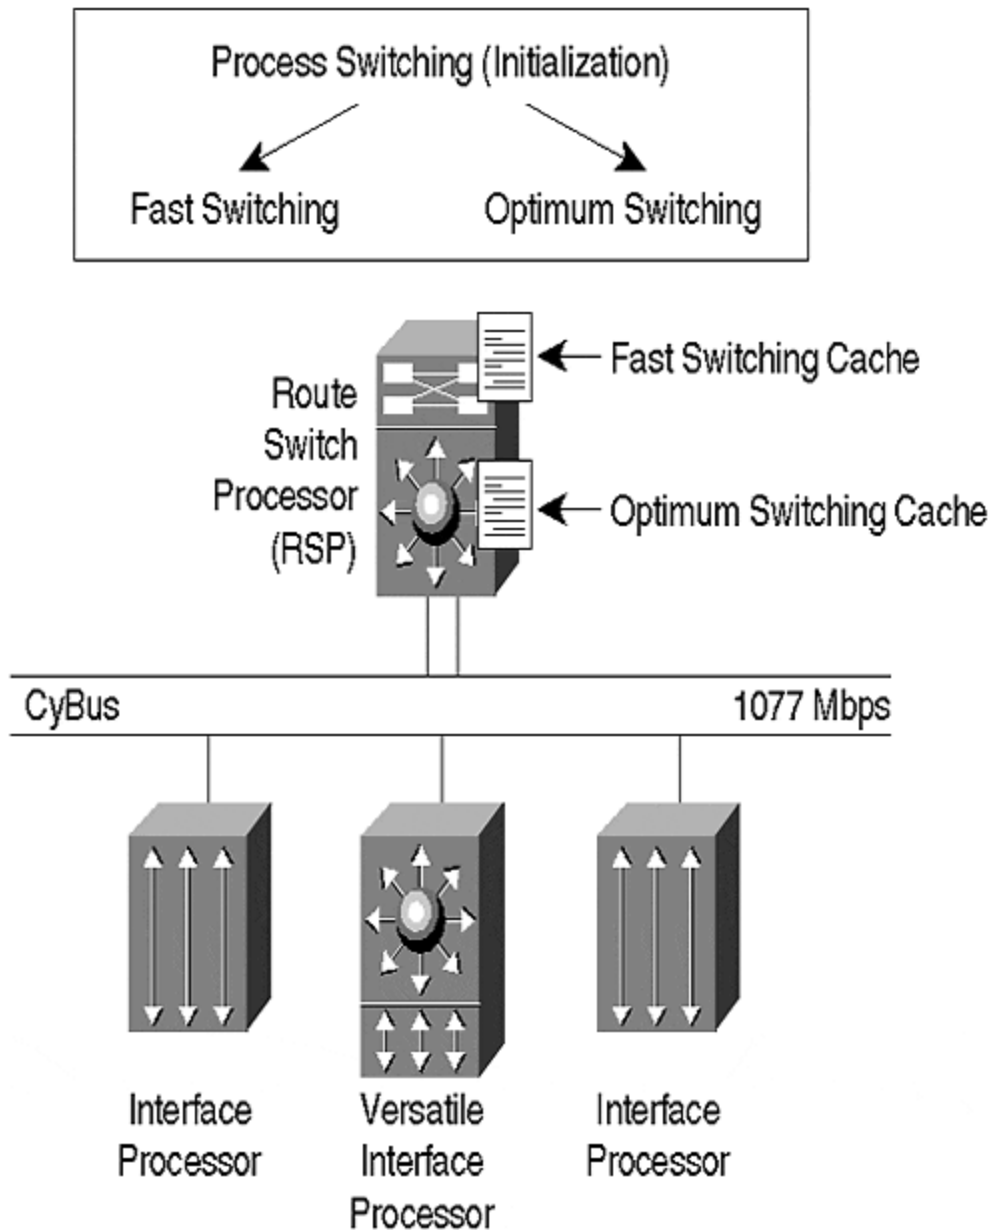 Process Switching (Initialization)
Fast Switching
Optimum Switching
Fast Switching Cache
Route
Switch
Processor
(RSP)
Optimum Switching Cache
CyBus
1077 Mbps
Interface
Processor
Versatile
Interface
Processor
Interface
Processor